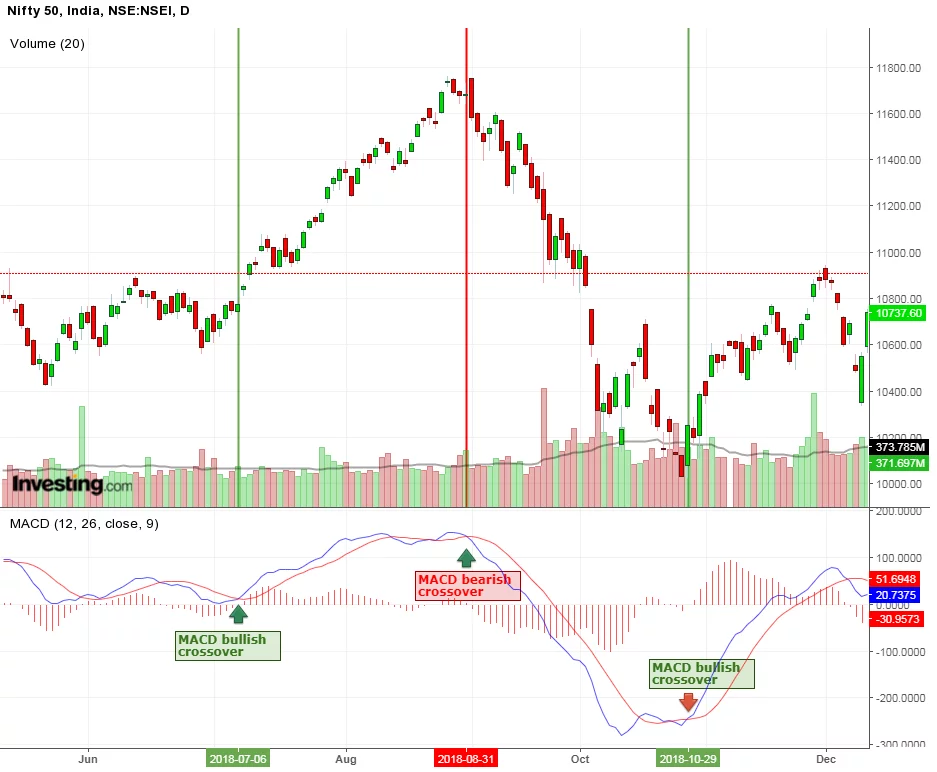 Nifty 50, India, NSE:NSEI, D
Volume (20)
11800.00
11600.00
11400.00
11200.00
11000.00
10800.00
10737.60
10600.00
10400.00
10200.00
373.785M
371.697M
10000.00
Investing.com
200.0000
MACD (12, 26, close, 9)
100.0000
MACD bearish
crossover
51.6948
20.7375
0.0000
-30.9573
MACD bullish
crossover
-100.0000
MACD bullish
crossover
-200.0000
-300.0000
Jun 2018-07-06 Aug 2018-08-31 Oct 2018-10-29 Dec